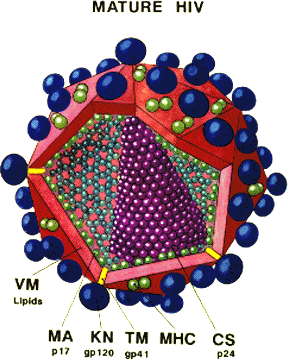 MATURE HIV
VM
Lipids
MA KN TM MHC CS
p17 gp120 gp41 p24